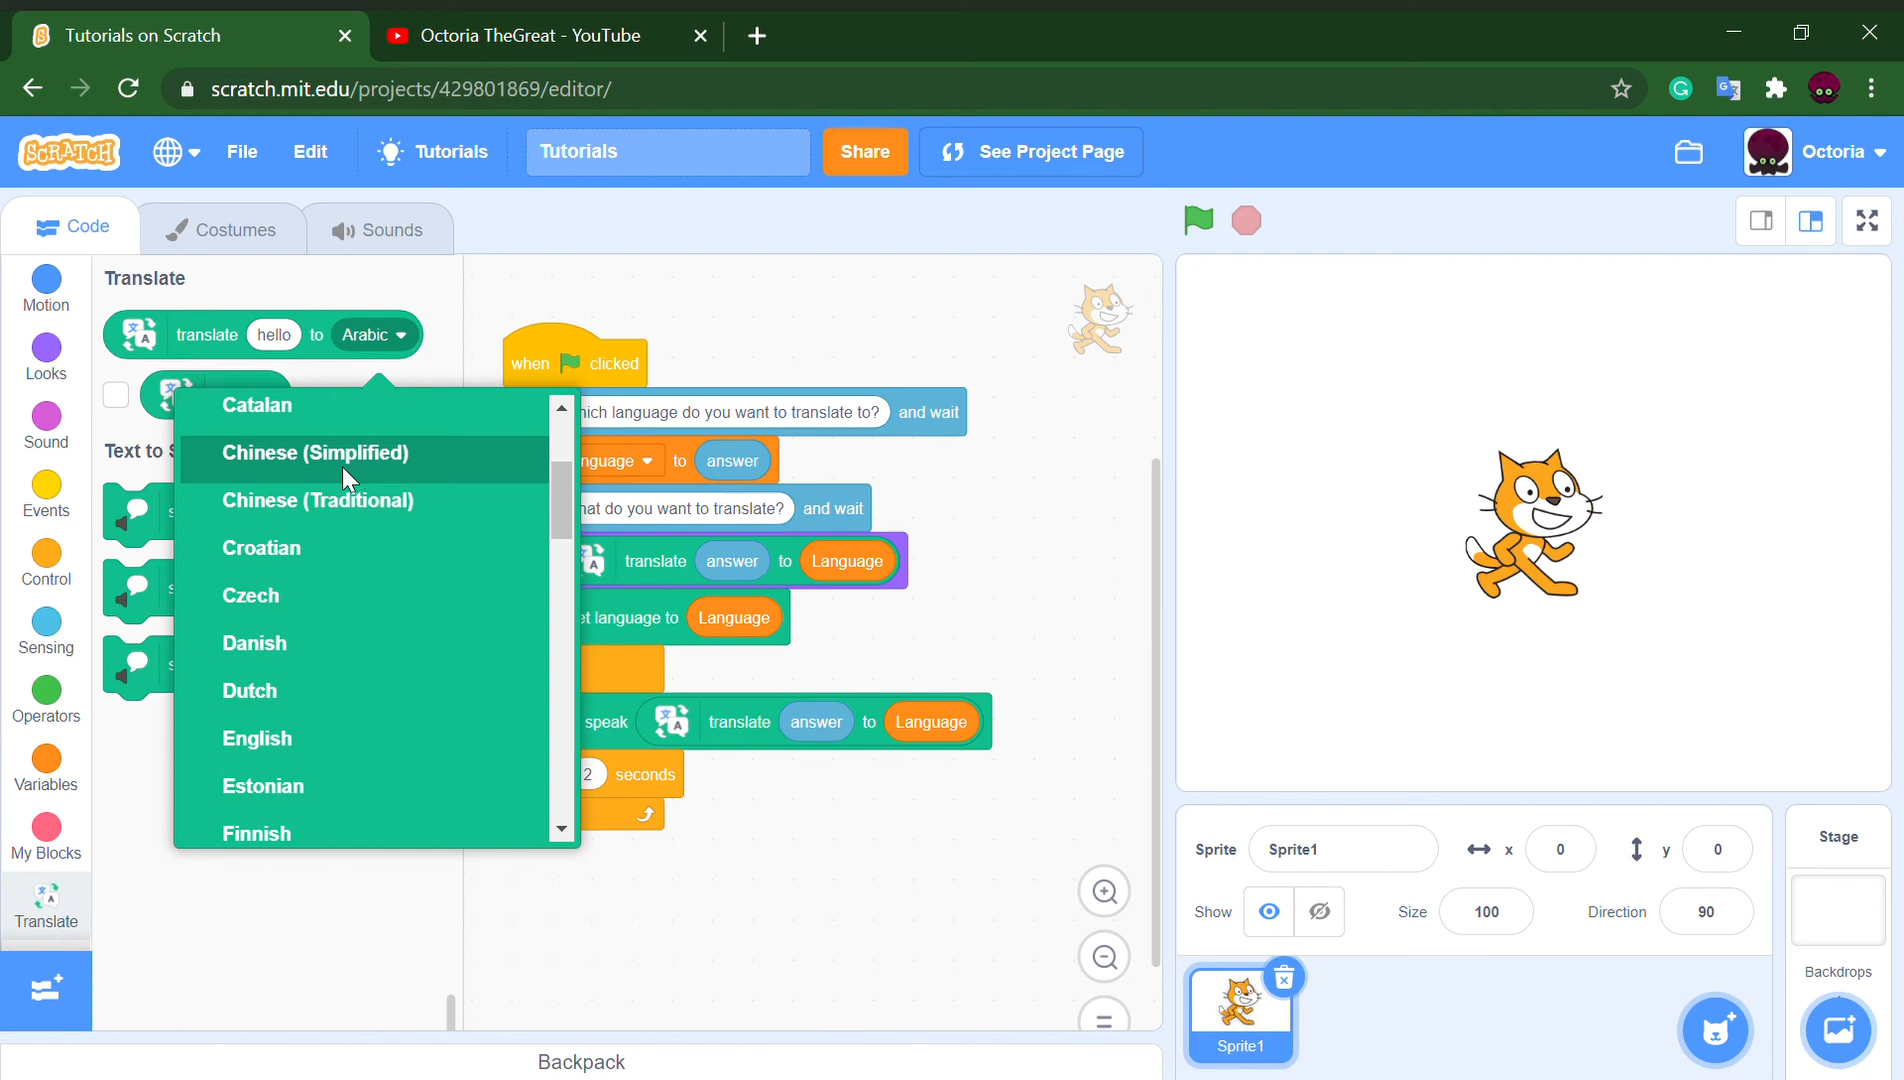 Tutorials on Scratch
Octoria TheGreat - YouTube
scratch.mit.edu/projects/429801869/editor/
SCRATCH
File
Edit
Tutorials
Tutorials
Share
See Project Page
Octoria
Code
Costumes
Sounds
Motion
Looks
Sound
Events
Control
Sensing
Operators
Variables
My Blocks
Translate
Translate
translate hello to Arabic
Text to S
Catalan
Chinese (Simplified)
Chinese (Traditional)
Croatian
Czech
Danish
Dutch
English
Estonian
Finnish
when clicked
hich language do you want to translate to? and wait
nguage to answer
hat do you want to translate? and wait
translate answer to Language
et language to Language
speak translate answer to Language
2 seconds
Backpack
Sprite Sprite1 x 0 y 0
Show Size 100 Direction 90
Sprite1
Stage
Backdrops